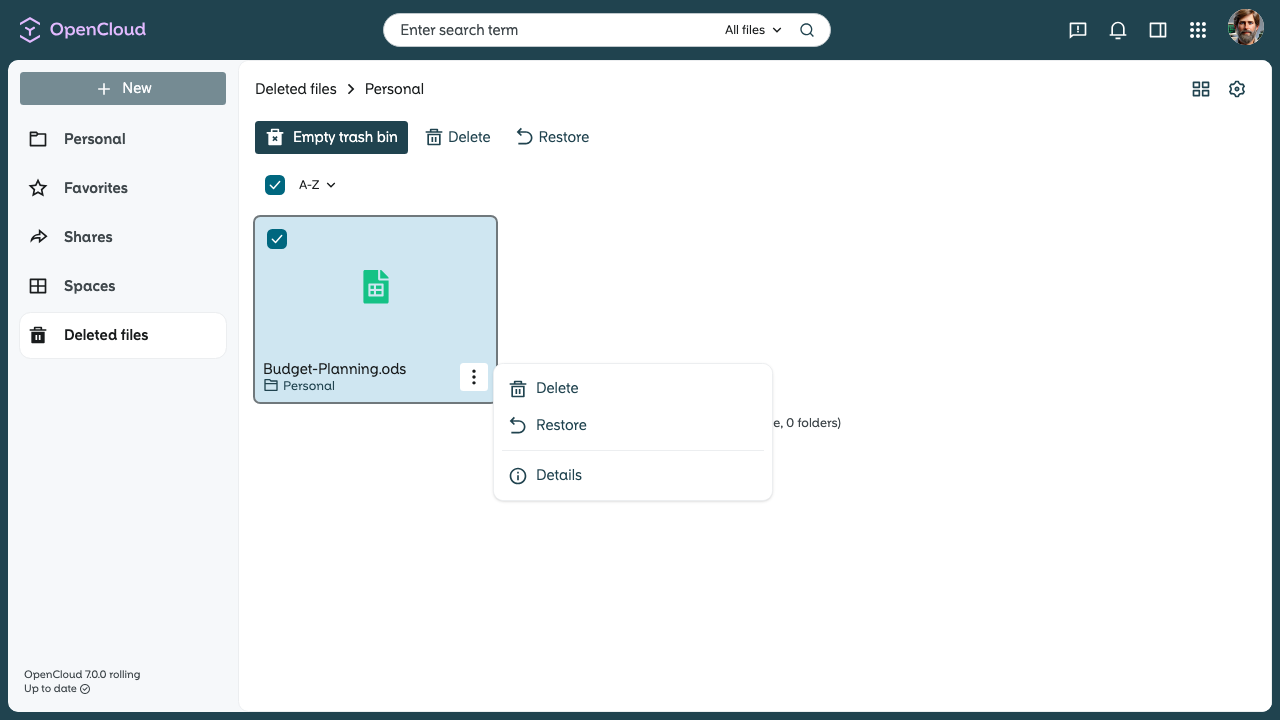 OpenCloud
Enter search term
All files
New
Personal
Favorites
Shares
Spaces
Deleted files
OpenCloud 7.0.0 rolling
Up to date
Deleted files
Personal
Empty trash bin
Delete
Restore
A-Z
Budget-Planning.ods
Personal
Delete
Restore
Details
0 folders)